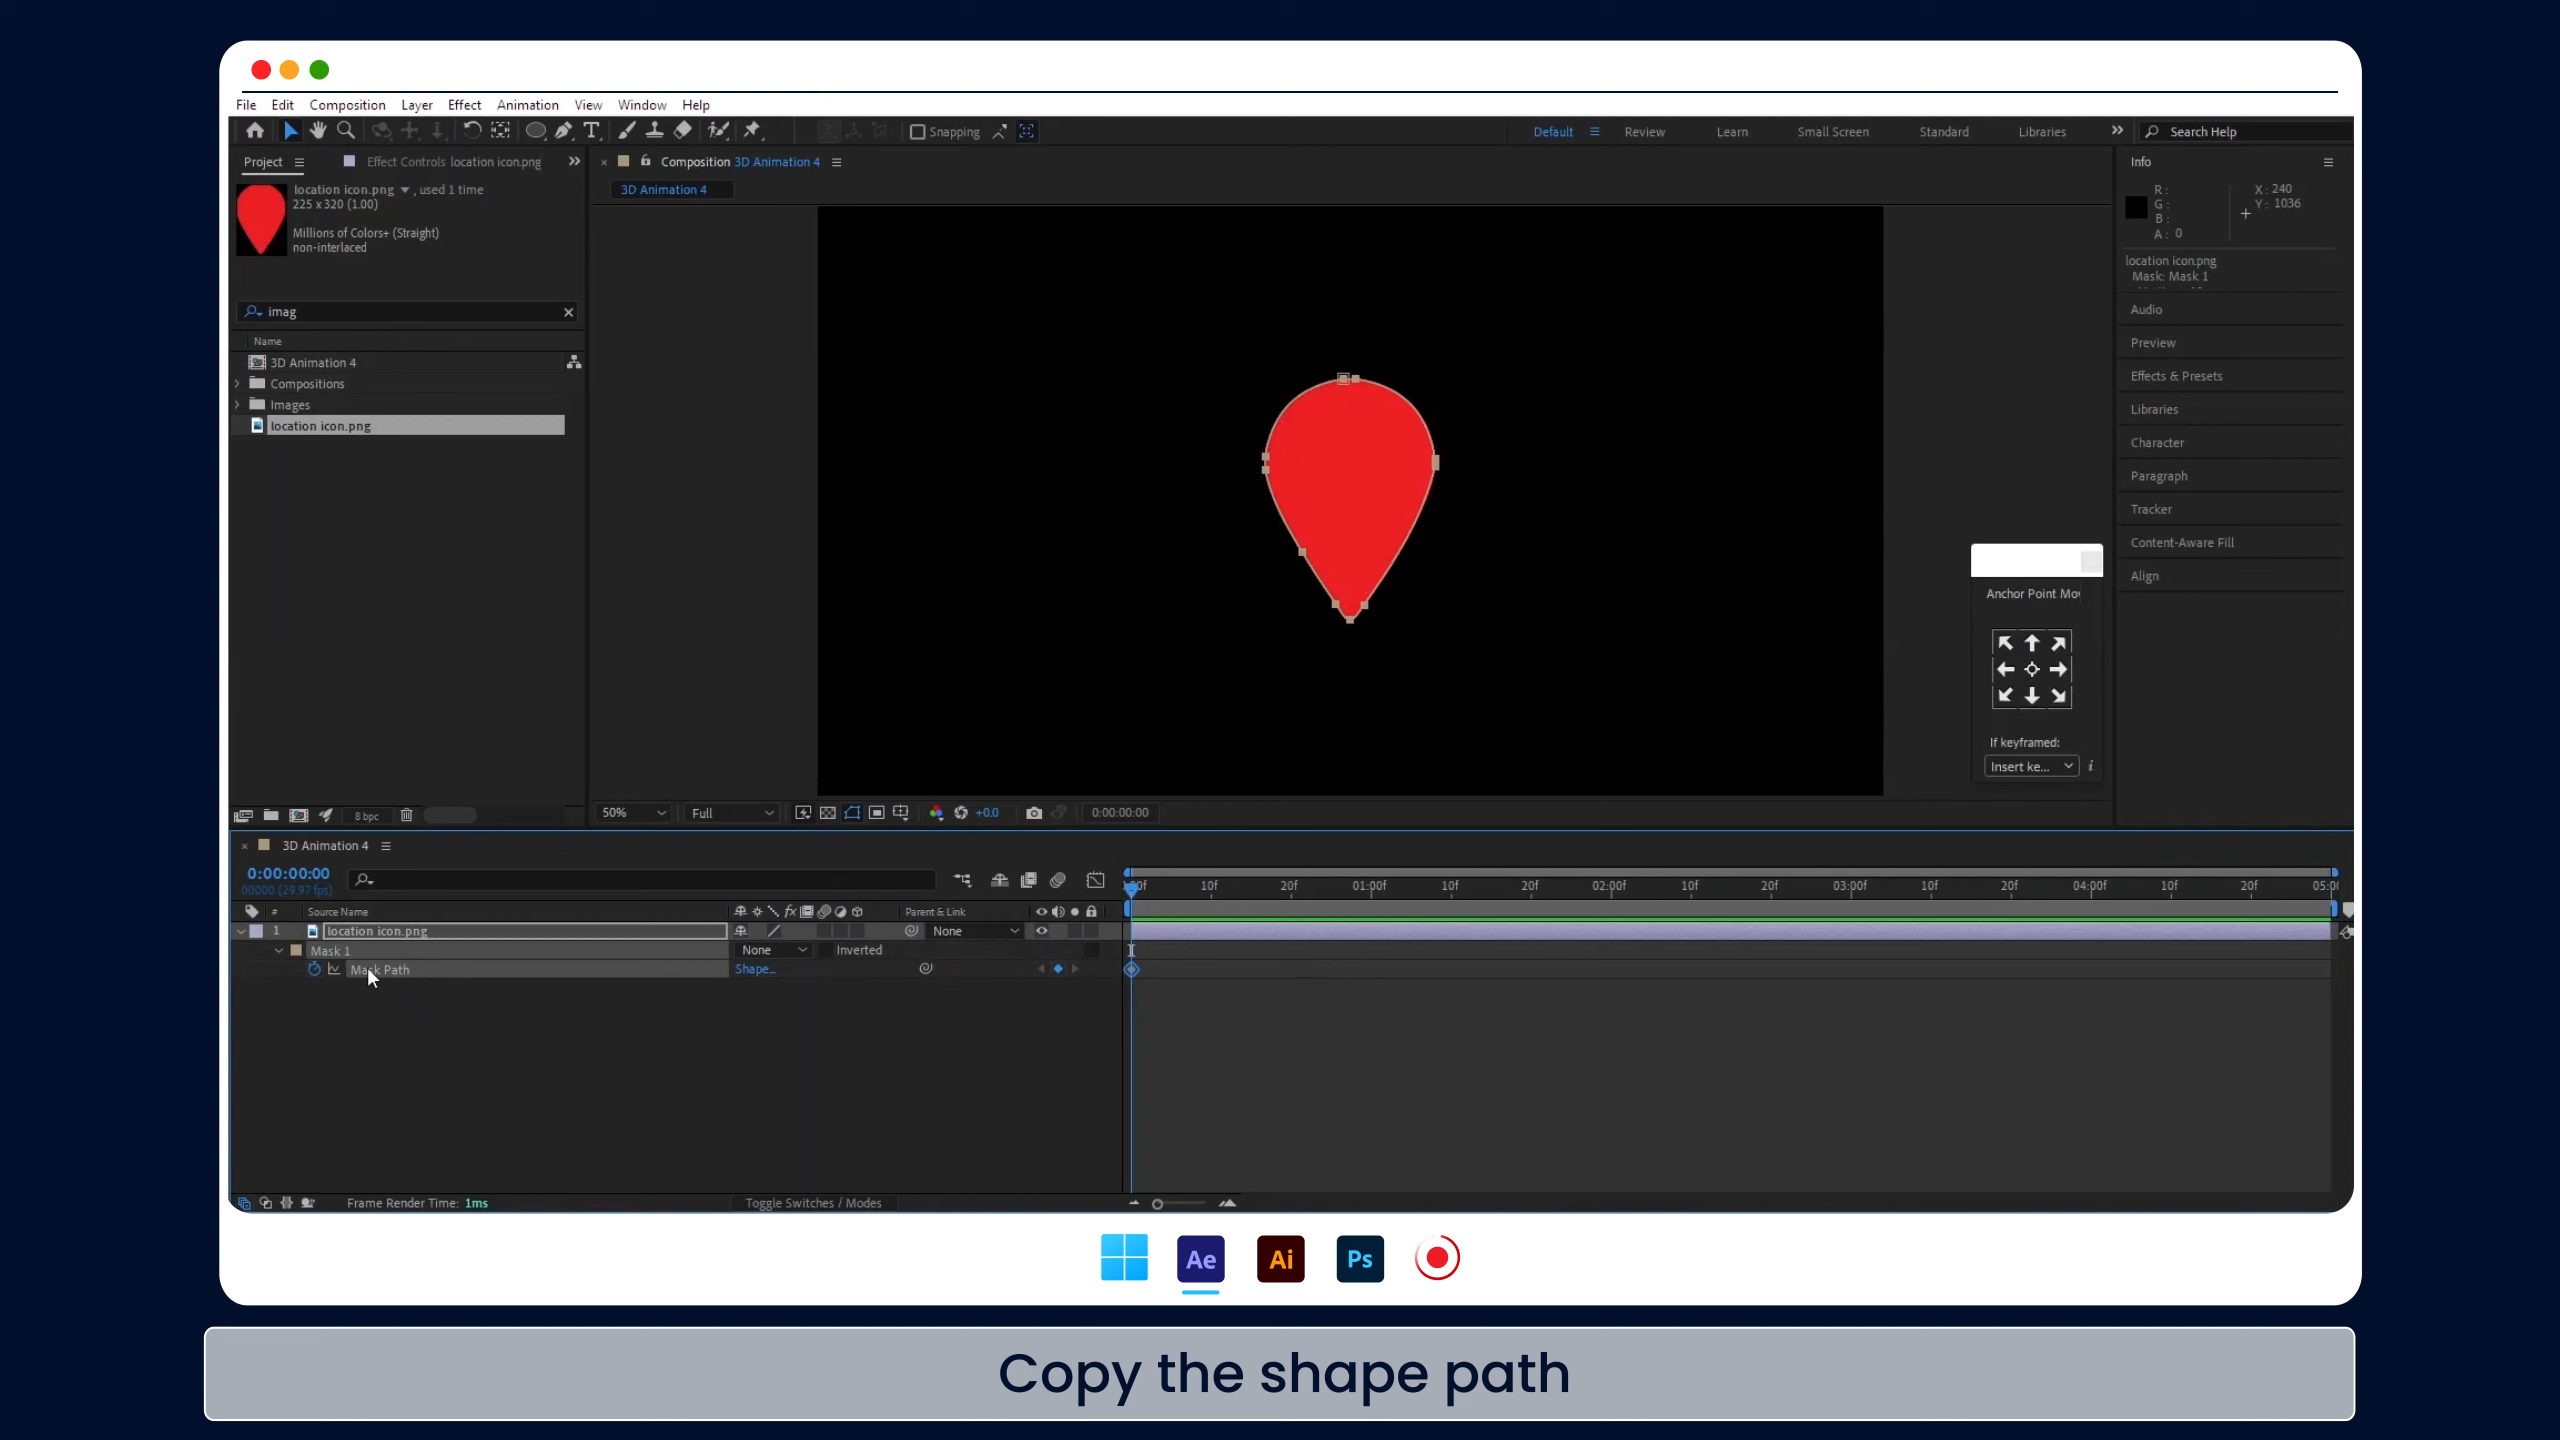 File Edit Composition Layer Effect Animation View Window Help
Snapping
Default Review Learn Small Screen Standard Libraries Search Help
Project Effect Controls location icon.png
Composition 3D Animation 4
Info
location icon.png , used 1 time
225 x 320 (1.00)
Millions of Colors+ (Straight)
non-interlaced
3D Animation 4
R :
G :
B :
A : 0
X : 240
Y : 1036
location icon.png
Mask: Mask 1
imag
Name
3D Animation 4
Compositions
Images
location icon.png
Audio
Preview
Effects & Presets
Libraries
Character
Paragraph
Tracker
Content-Aware Fill
Align
Anchor Point Mov
If keyframed:
Insert ke... i
8 bpc
50% Full +0.0 0:00:00:00
3D Animation 4
0:00:00:00
00000 (29.97 fps)
:00f 10f 20f 01:00f 10f 20f 02:00f 10f 20f 03:00f 10f 20f 04:00f 10f 20f 05:0
# Source Name fx Parent & Link
1 location icon.png None
Mask 1 None Inverted
Mask Path Shape...
Frame Render Time: 1ms Toggle Switches / Modes
Ae Ai Ps
Copy the shape path